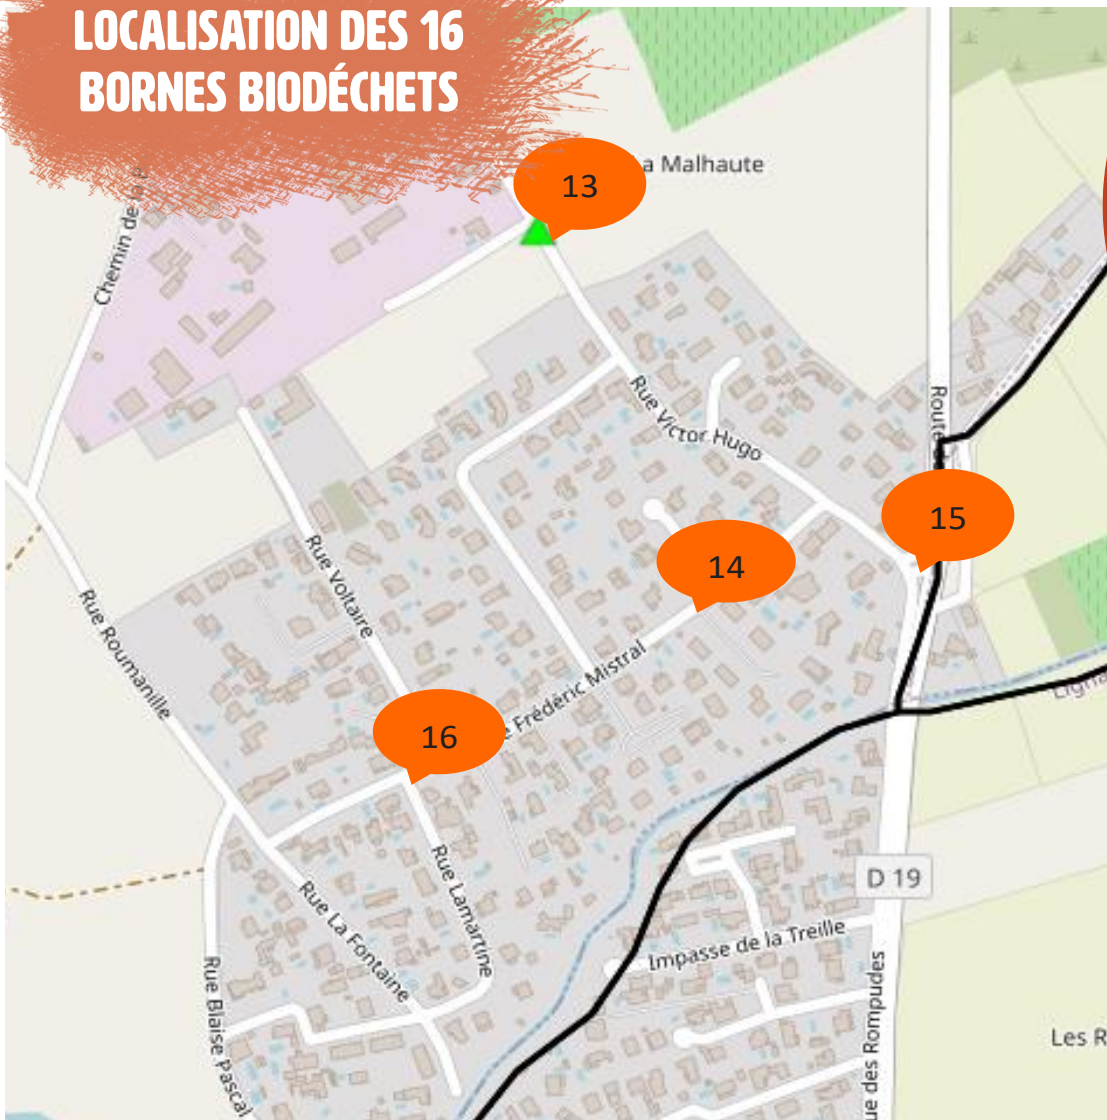 LOCALISATION DES 16
BORNES BIODÉCHETS
13
a Malhaute
Chemin de la
Rue Victor Hugo
Route
15
14
Rue Voltaire
Rue Roumanille
Frédéric Mistral
16
Rue Lamartine
D 19
Rue La Fontaine
Impasse de la Treille
Rue Blaise Pascal
ue des Rompudes
Les R